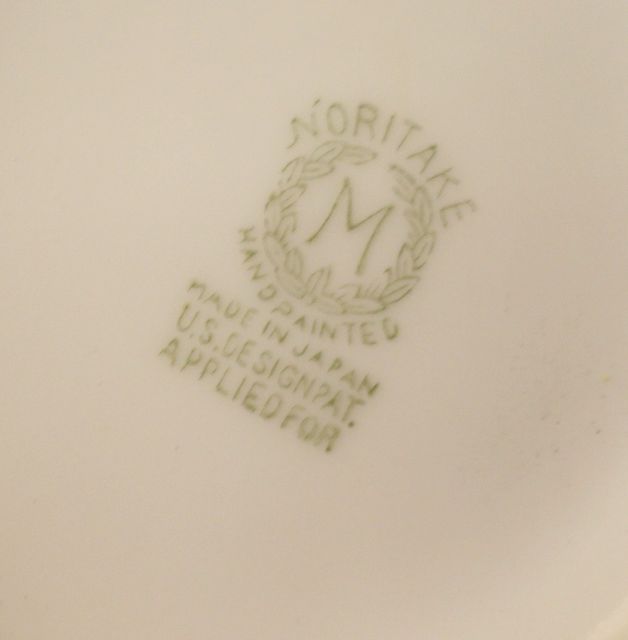 NORITAKE
M
HAND PAINTED
MADE IN JAPAN
U.S. DESIGN PAT.
APPLIED FOR